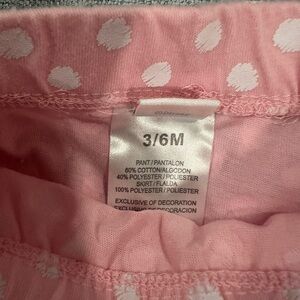 3/6M
PANT/PANTALON
60% COTTON/ALGODON
40% POLYESTER/POLIESTER
SKIRT/FLALDA
100% POLYESTER/POLIESTER
EXCLUSIVE OF DECORATION
EXCLUSIVO DE DECORACION